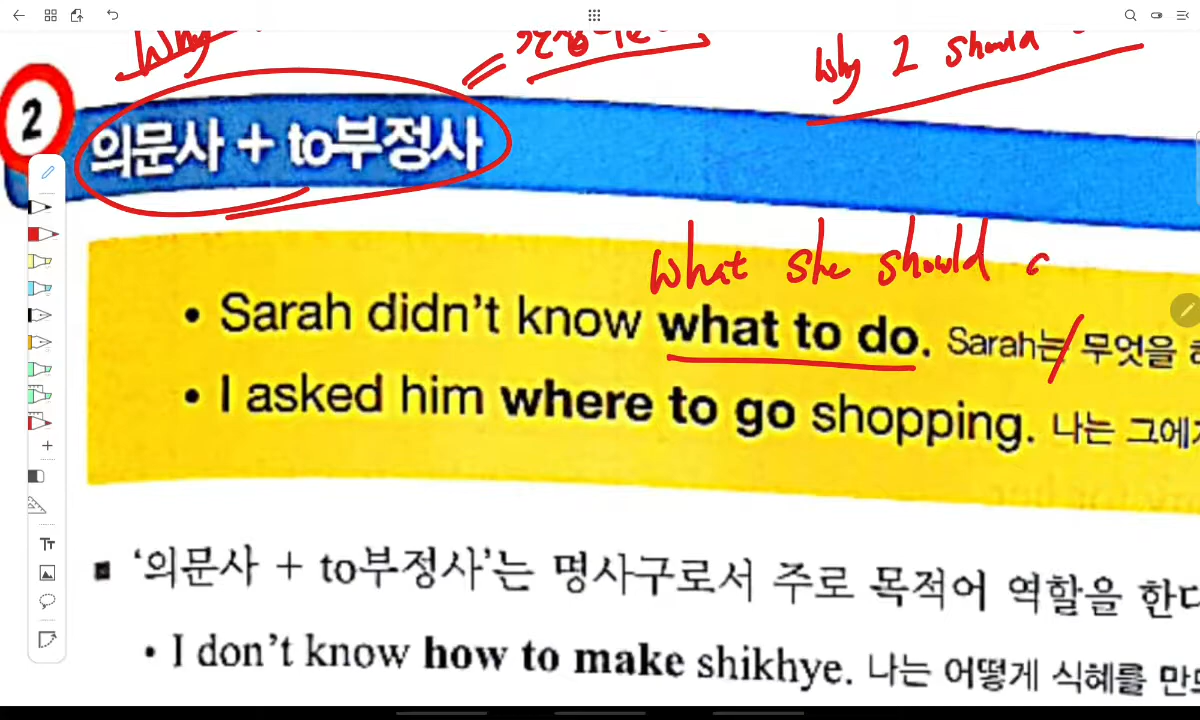 Why
Why I should
2
의문사 + to부정사
what she should
• Sarah didn't know what to do. Sarah는 무엇을
• I asked him where to go shopping. 나는 그에게
■ '의문사 + to부정사'는 명사구로서 주로 목적어 역할을 한다
• I don't know how to make shikhye. 나는 어떻게 식혜를
TT